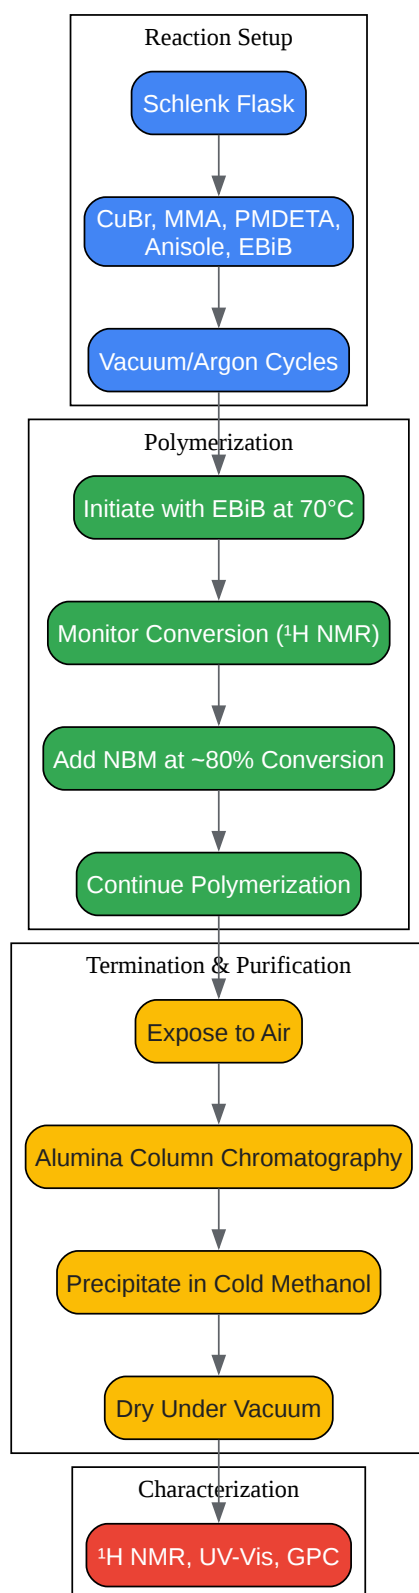 Reaction Setup
Schlenk Flask
CuBr, MMA, PMDETA,
Anisole, EBiB
Vacuum/Argon Cycles
Polymerization
Initiate with EBiB at 70°C
Monitor Conversion (¹H NMR)
Add NBM at ~80% Conversion
Continue Polymerization
Termination & Purification
Expose to Air
Alumina Column Chromatography
Precipitate in Cold Methanol
Dry Under Vacuum
Characterization
¹H NMR, UV-Vis, GPC